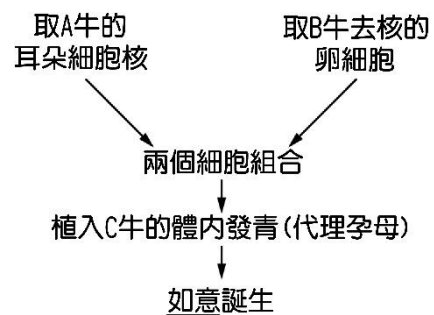 取A牛的
耳朵細胞核
取B牛去核的
卵細胞
兩個細胞組合
植入C牛的體內發青(代理孕母)
如意誕生